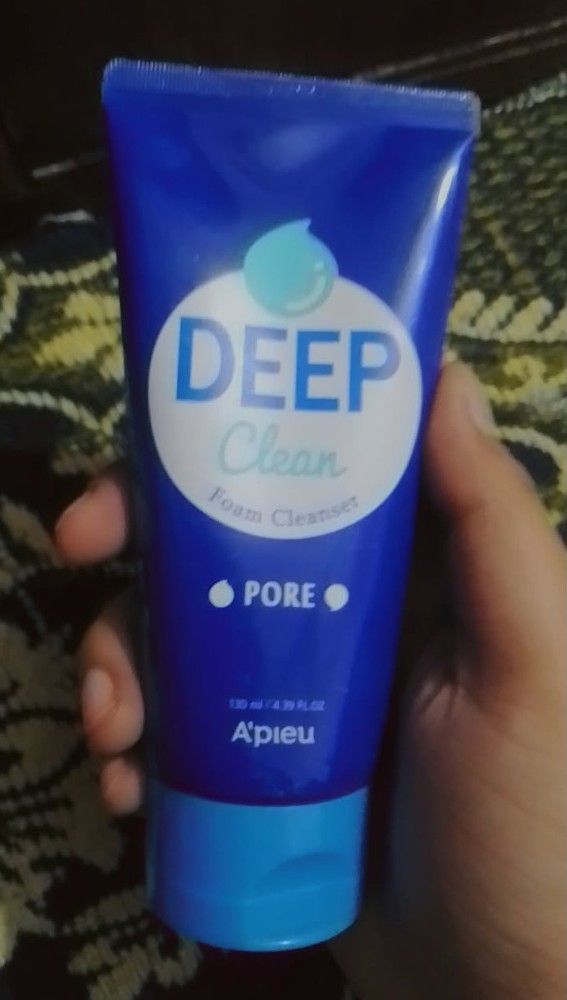 DEEP
Clean
Foam Cleanser
PORE
130 ml / 4.39 FL.OZ
A'pieu